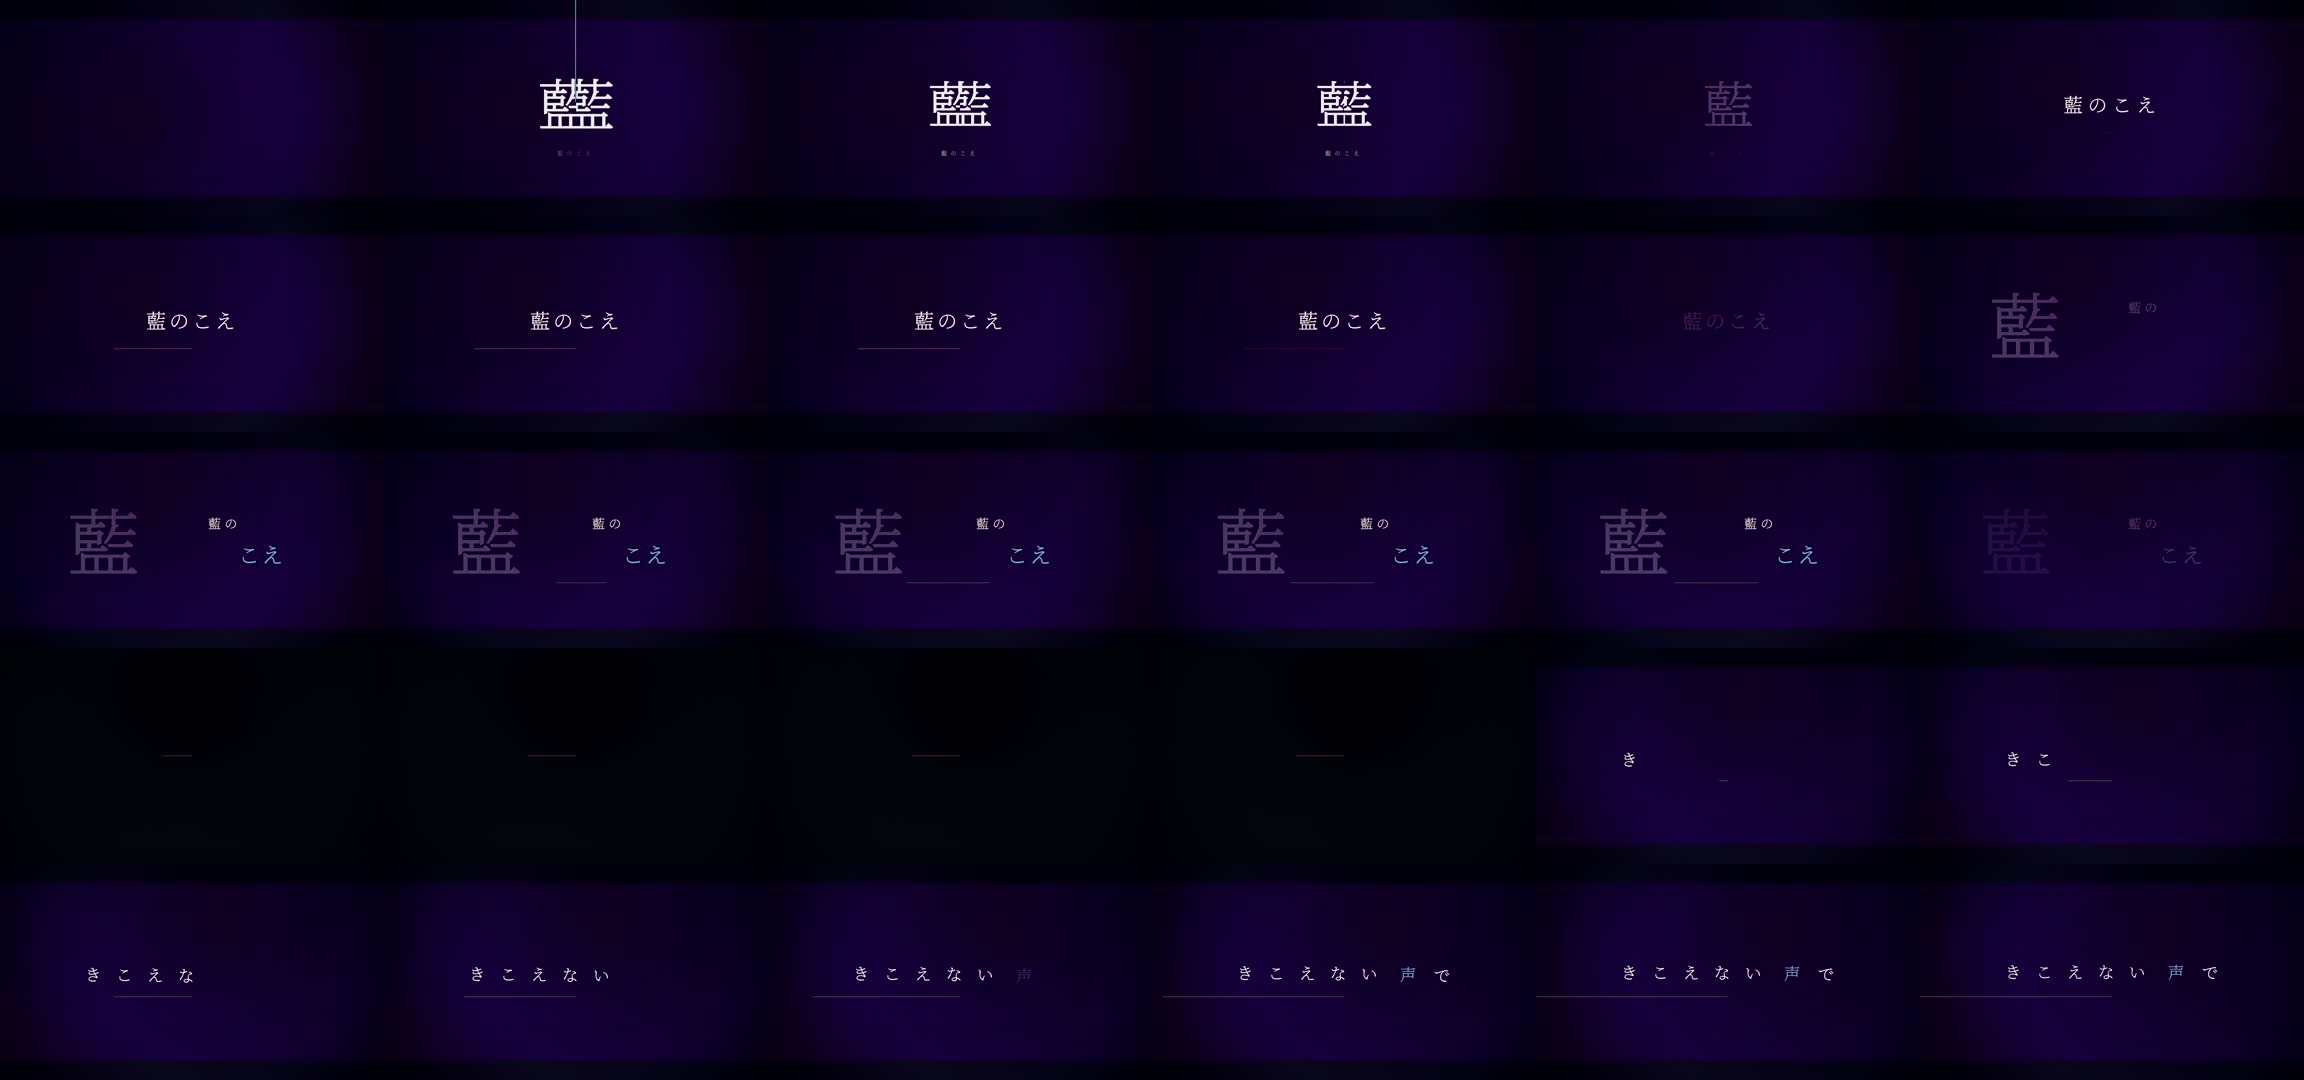 藍 藍 藍 藍 藍のこえ
藍のこえ 藍のこえ 藍のこえ 藍のこえ
藍のこえ 藍のこえ 藍のこえ 藍のこえ 藍のこえ 藍 藍の
藍 藍の 藍 藍の 藍 藍の 藍 藍の 藍 藍の 藍 藍の
こえ こえ こえ こえ こえ こえ
き きこ
きこえな きこえない きこえない声 きこえない声で きこえない声で きこえない声で